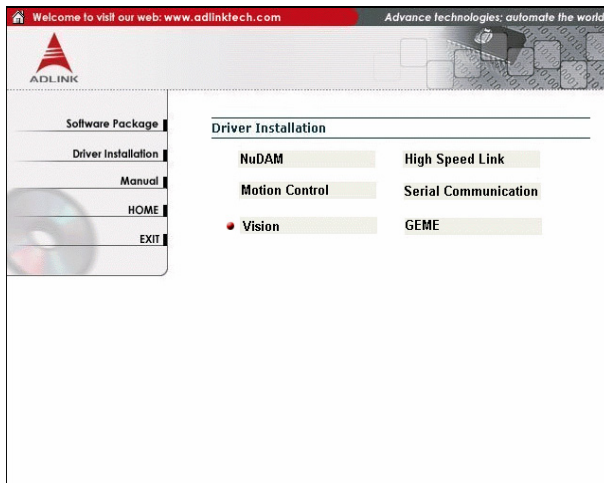 Welcome to visit our web: www.adlinktech.com
Advance technologies; automate the world
ADLINK
Software Package
Driver Installation
Manual
HOME
EXIT
Driver Installation
NuDAM
High Speed Link
Motion Control
Serial Communication
Vision
GEME